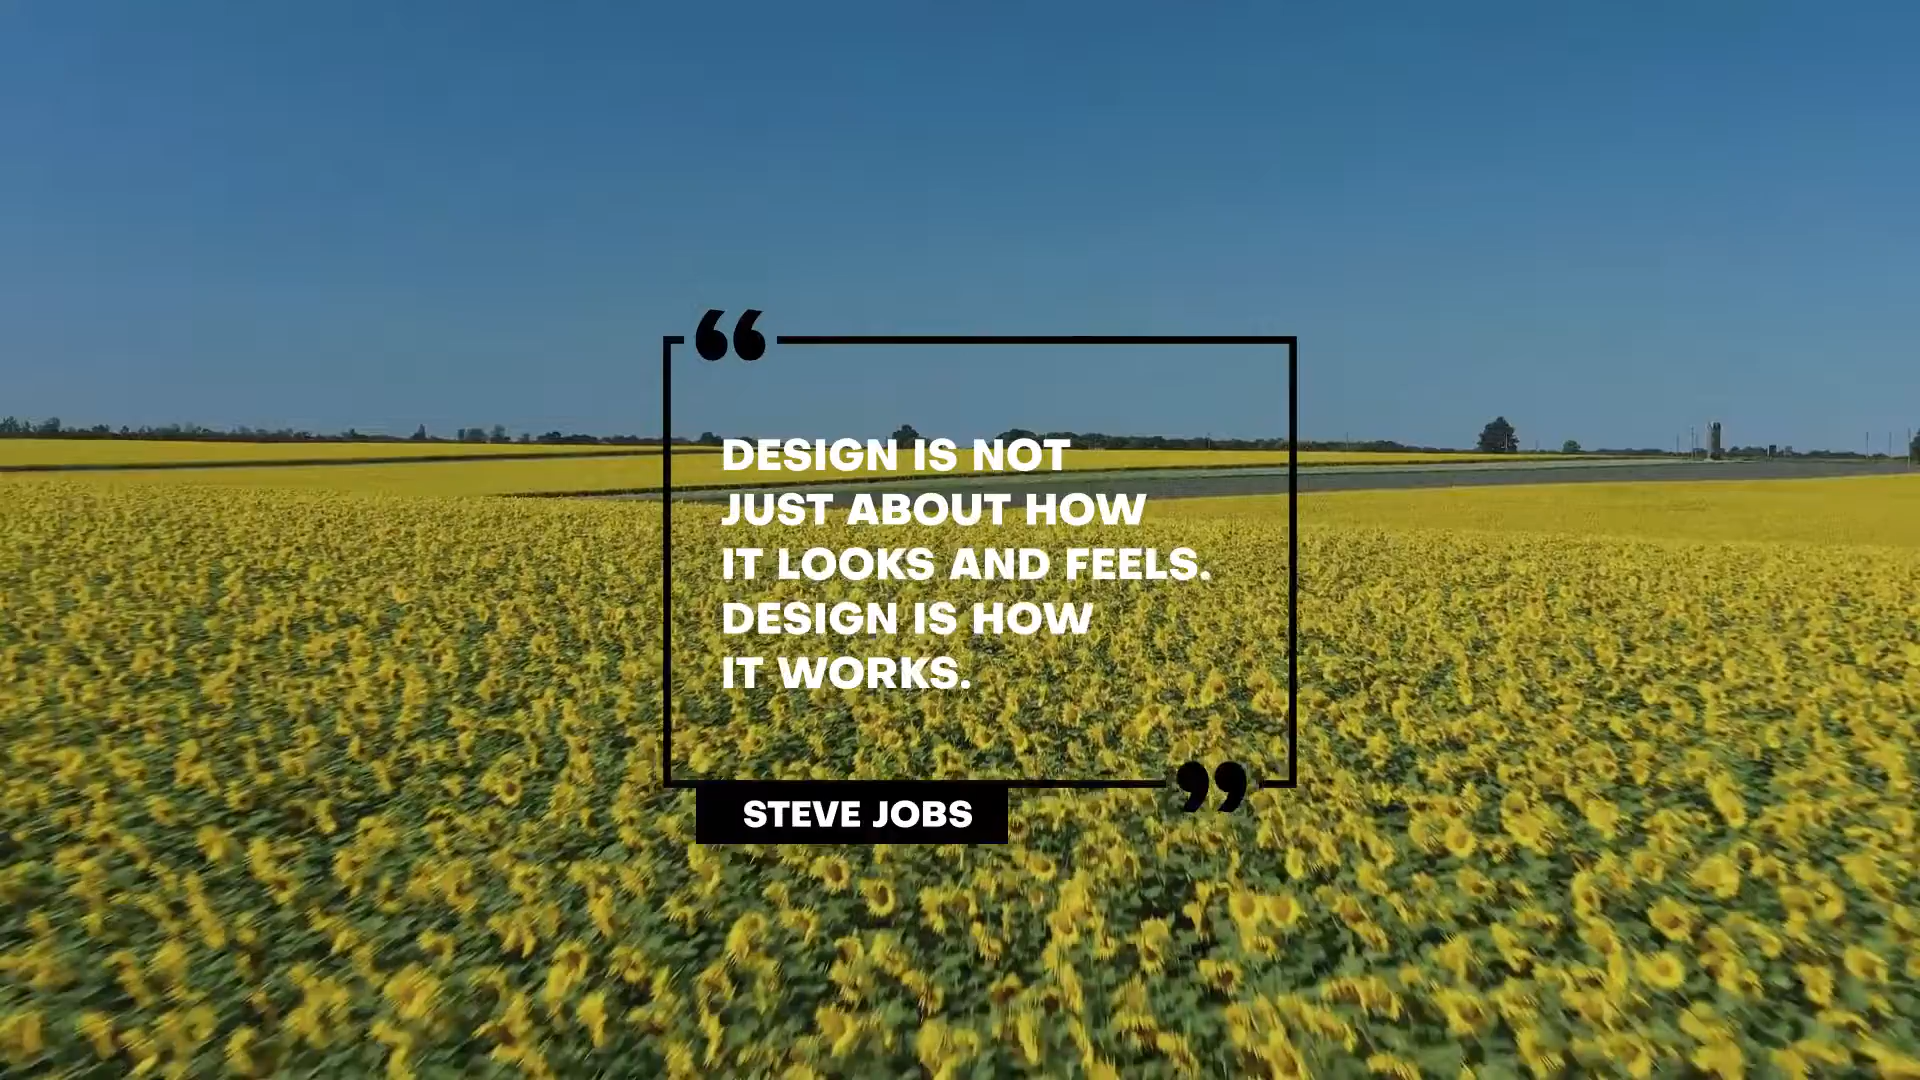 “
DESIGN IS NOT
JUST ABOUT HOW
IT LOOKS AND FEELS.
DESIGN IS HOW
IT WORKS.
”
STEVE JOBS